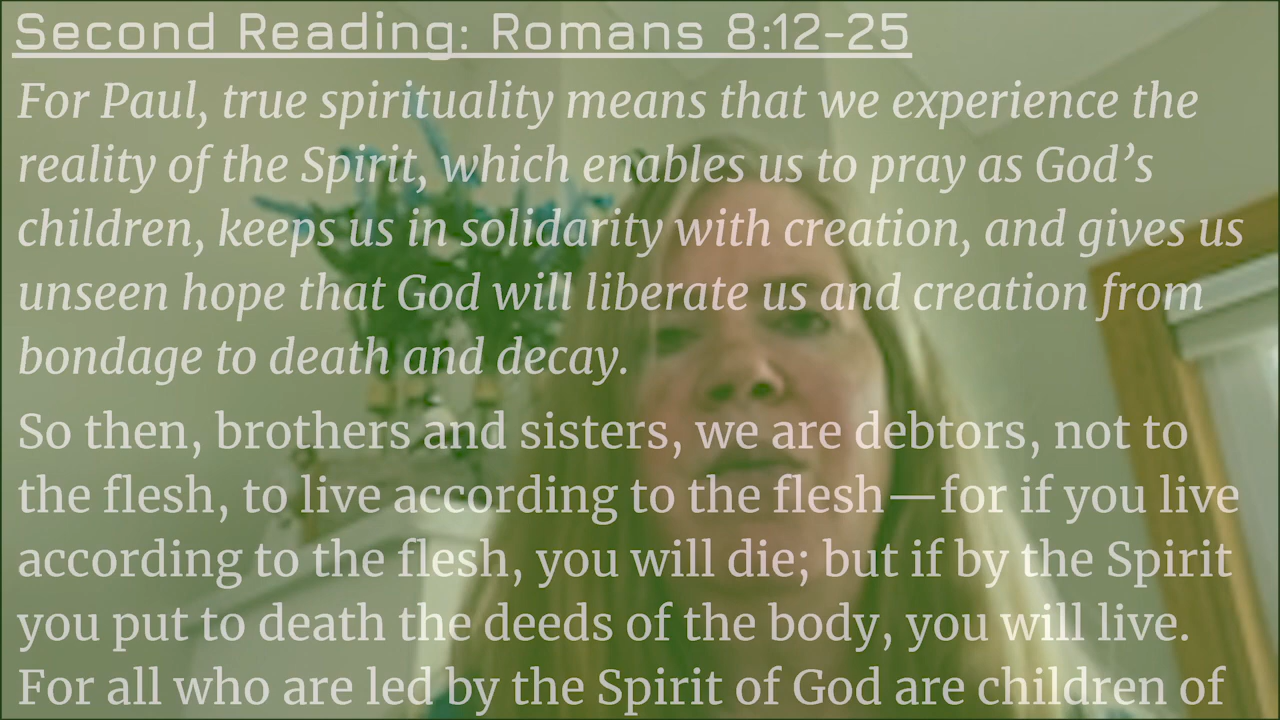 Second Reading: Romans 8:12-25
For Paul, true spirituality means that we experience the
reality of the Spirit, which enables us to pray as God’s
children, keeps us in solidarity with creation, and gives us
unseen hope that God will liberate us and creation from
bondage to death and decay.
So then, brothers and sisters, we are debtors, not to
the flesh, to live according to the flesh—for if you live
according to the flesh, you will die; but if by the Spirit
you put to death the deeds of the body, you will live.
For all who are led by the Spirit of God are children of